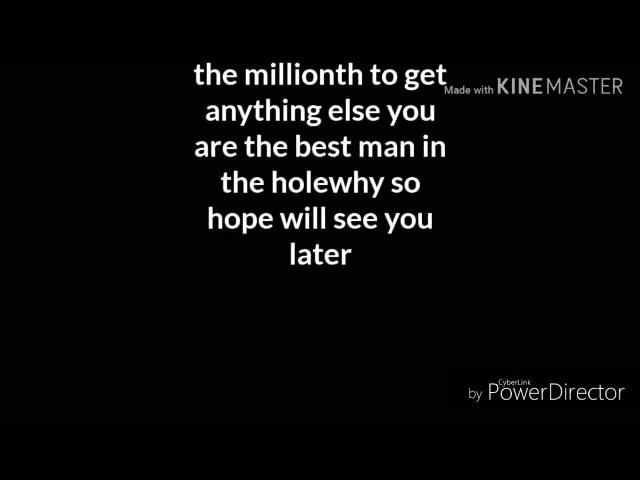 the millionth to get
Made with KINEMASTER
anything else you
are the best man in
the holewhy so
hope will see you
later
CyberLink
by PowerDirector